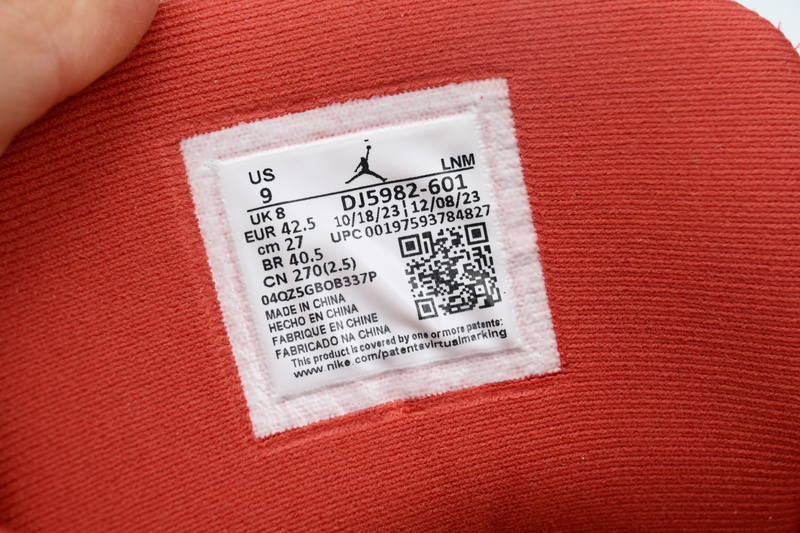 US
9
LNM
UK 8
DJ5982-601
EUR 42.5
10/18/23 | 12/08/23
cm 27
UPC 00197593784827
BR 40.5
CN 270(2.5)
04QZ5GBOB337P
MADE IN CHINA
HECHO EN CHINA
FABRIQUE EN CHINE
FABRICADO NA CHINA
This product is covered by one or more patents:
www.nike.com/patentsvirtualmarking